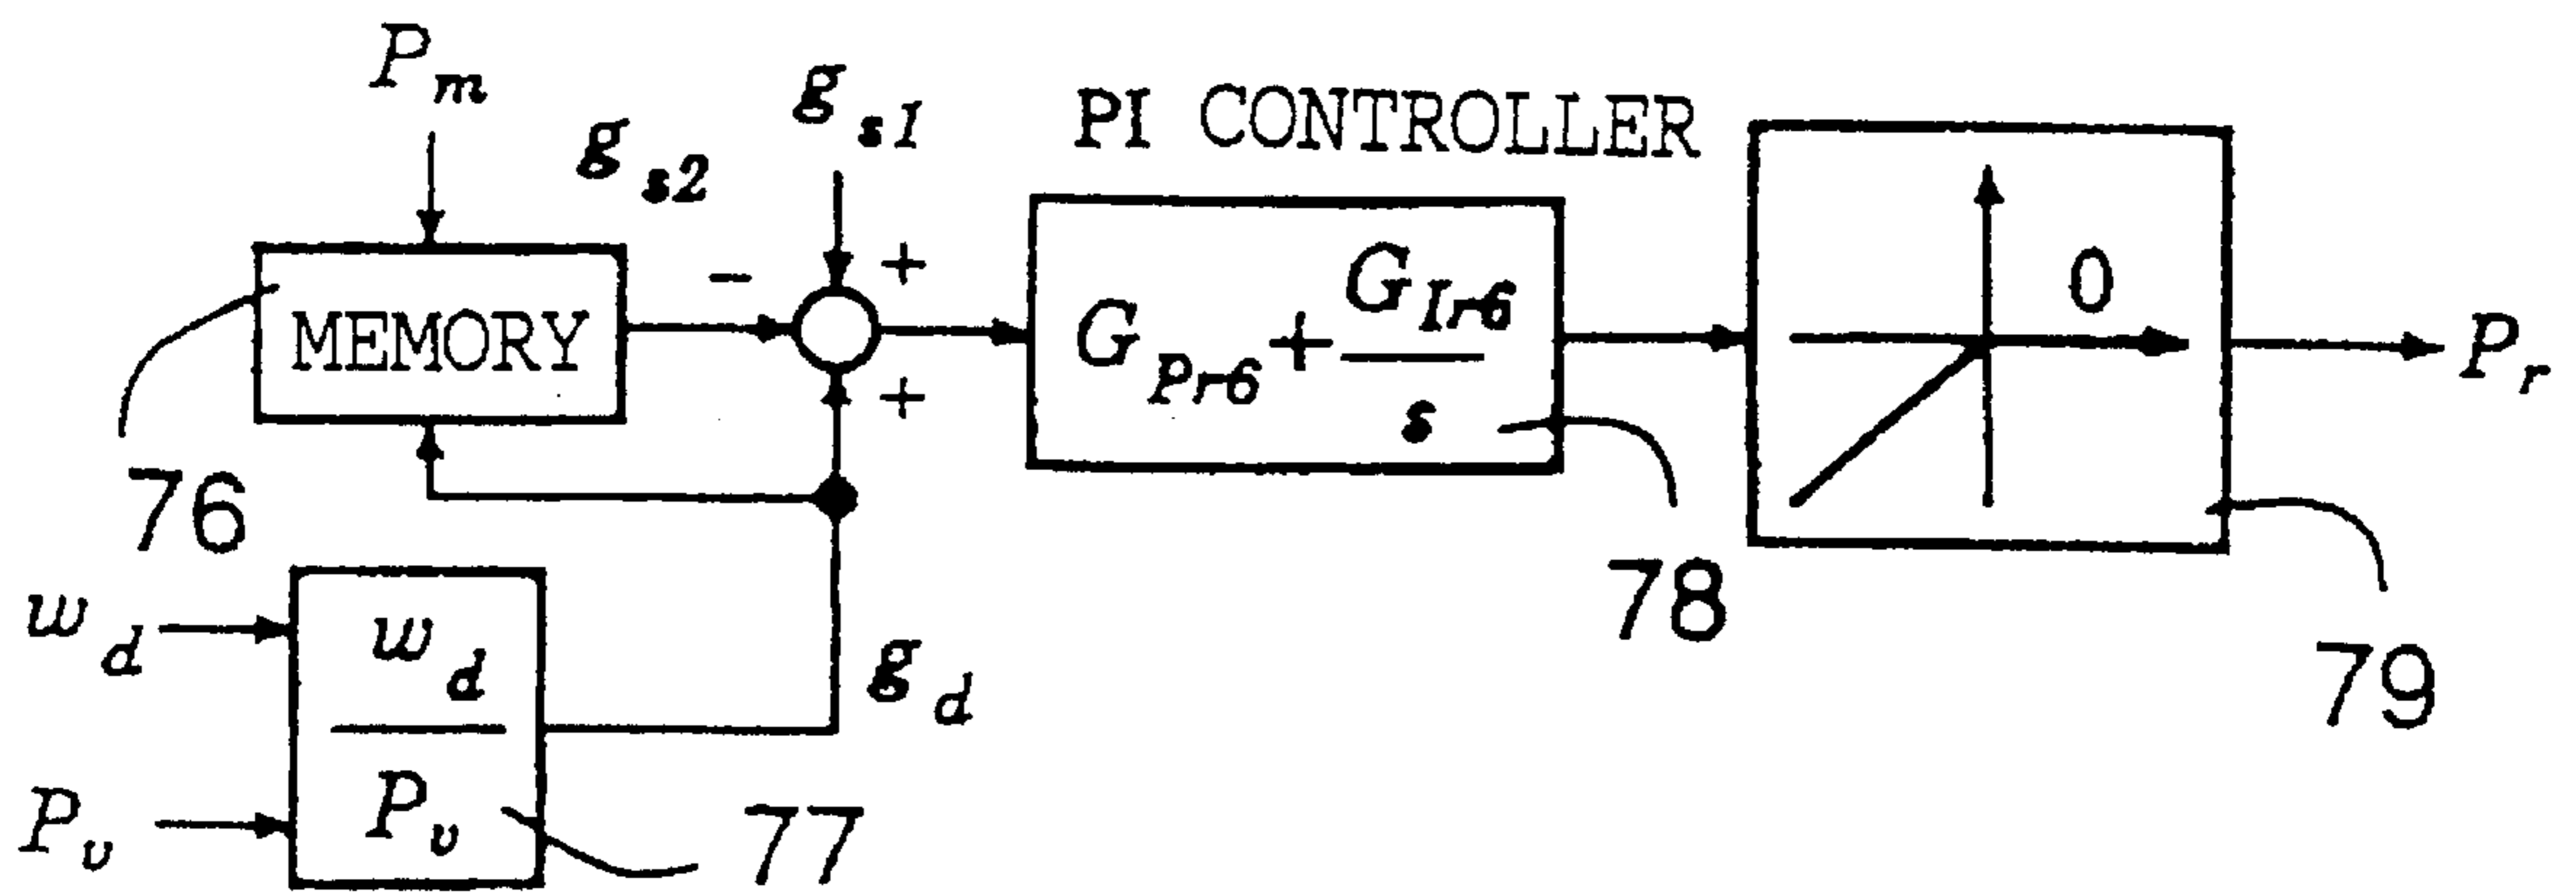 P_m
g_s2
g_s1
PI CONTROLLER
-
+
+
MEMORY
G_Pr6 + G_Ir6 / s
0
P_r
76
78
79
w_d
P_v
w_d / P_v
g_d
77